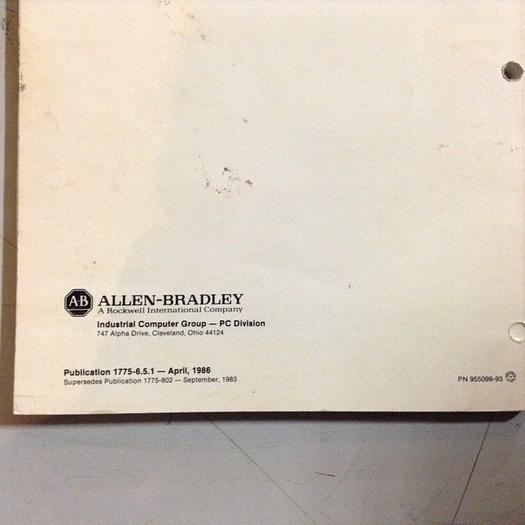 AB ALLEN-BRADLEY
A Rockwell International Company
Industrial Computer Group — PC Division
747 Alpha Drive, Cleveland, Ohio 44124
Publication 1775-6.5.1 — April, 1986
Supersedes Publication 1775-802 — September, 1983
PN 955099-93